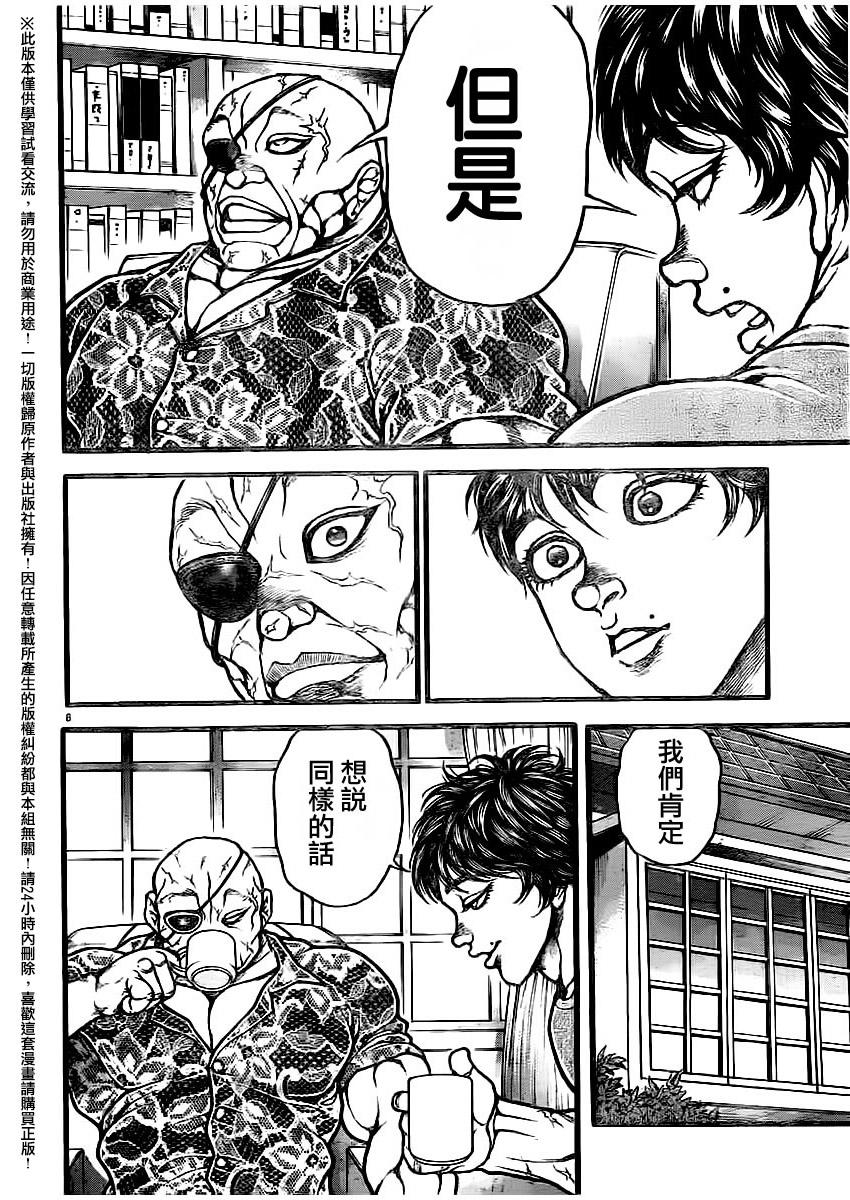 但是
我們肯定
想説
同樣的話
6
※此版本僅供學習試看交流，請勿用於商業用途！一切版權歸原作者與出版社擁有！因任意轉載所產生的版權糾紛都與本組無關！請24小時內刪除，喜歡這套漫畫請購買正版！